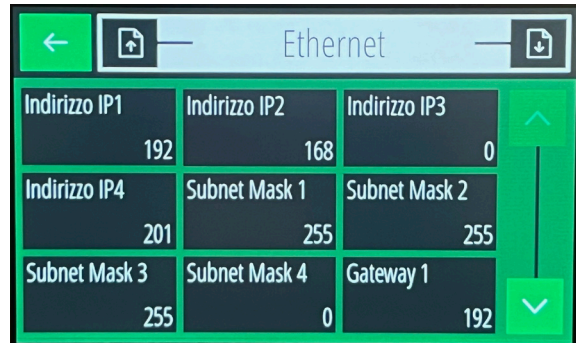 Ethernet
Indirizzo IP1
192
Indirizzo IP2
168
Indirizzo IP3
0
Indirizzo IP4
201
Subnet Mask 1
255
Subnet Mask 2
255
Subnet Mask 3
255
Subnet Mask 4
0
Gateway 1
192